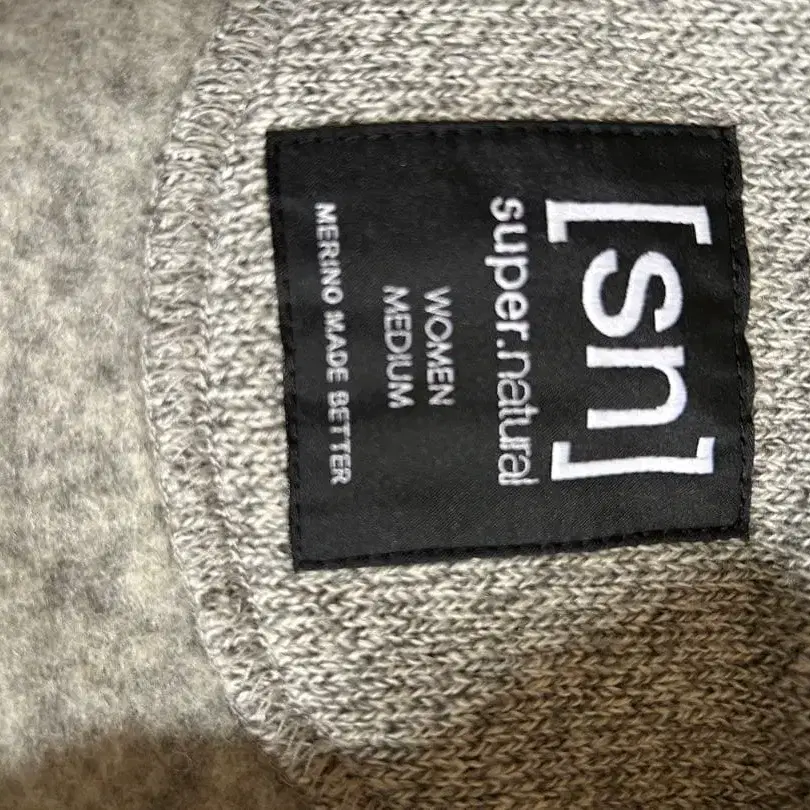 [sn]
super.natural
WOMEN
MEDIUM
MERINO MADE BETTER